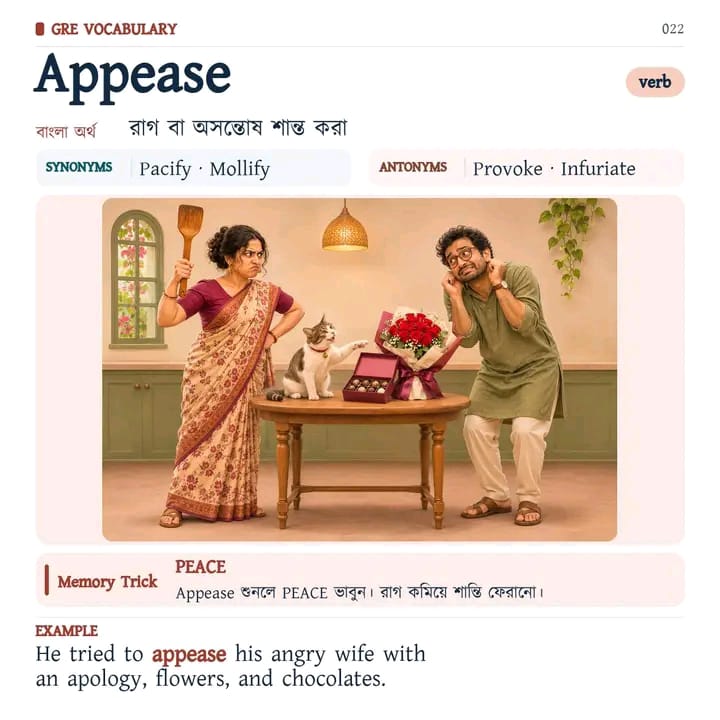 GRE VOCABULARY
022
Appease
verb
বাংলা অর্থ রাগ বা অসন্তোষ শান্ত করা
SYNONYMS Pacify · Mollify
ANTONYMS Provoke · Infuriate
Memory Trick
PEACE
Appease শুনলে PEACE ভাবুন। রাগ কমিয়ে শান্তি ফেরানো।
EXAMPLE
He tried to appease his angry wife with
an apology, flowers, and chocolates.